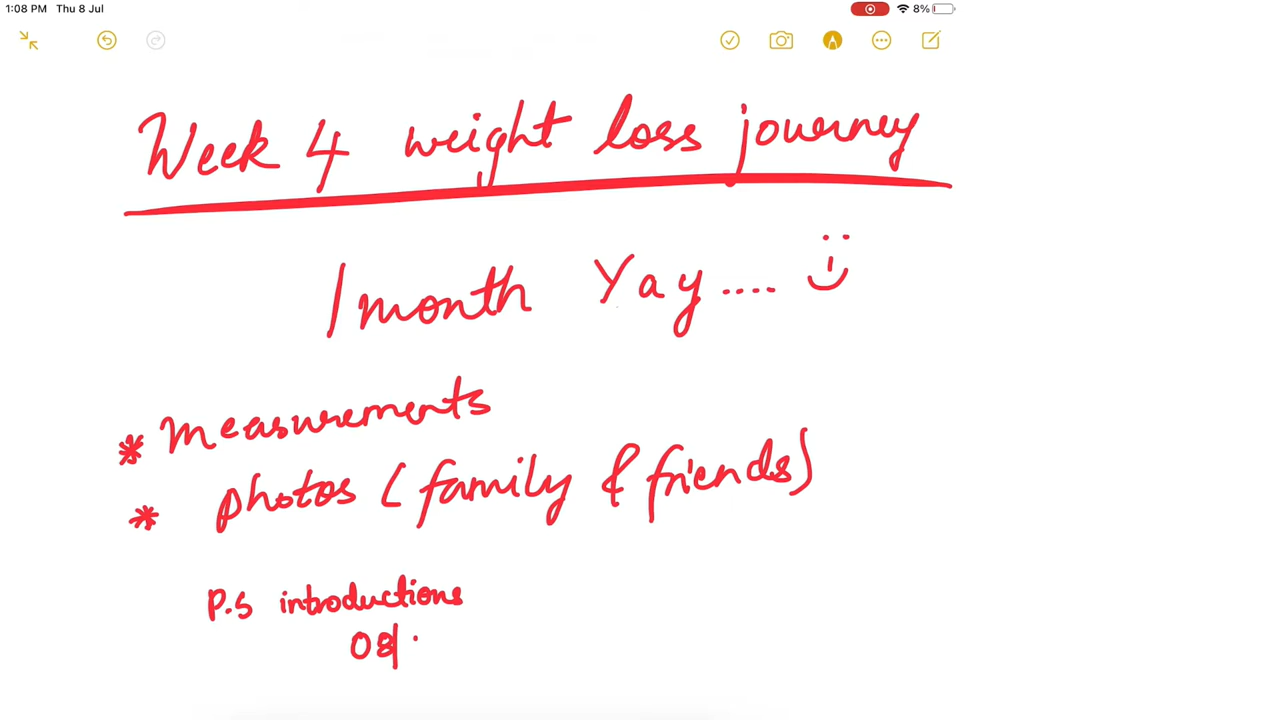 1:08 PM Thu 8 Jul 8%
Week 4 weight loss journey
1 month Yay....
* measurements
* photos (family & friends)
P.S introductions
08/